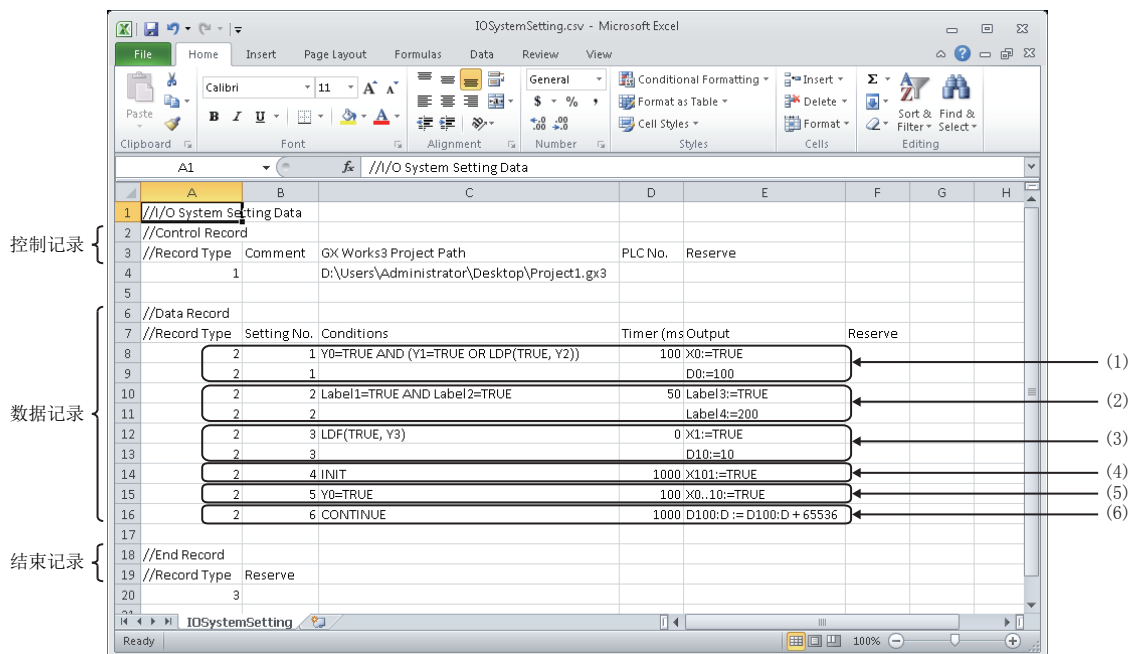 IOSystemSetting.csv - Microsoft Excel
File Home Insert Page Layout Formulas Data Review View
Paste
Calibri 11
B I U
General
$ % ,
Conditional Formatting
Format as Table
Cell Styles
Insert
Delete
Format
Sort & Filter
Find & Select
Clipboard Font Alignment Number Styles Cells Editing
A1 fx //I/O System Setting Data
A B C D E F G H
1 //I/O System Setting Data
2 //Control Record
控制记录
3 //Record Type Comment GX Works3 Project Path PLC No. Reserve
4 1 D:\Users\Administrator\Desktop\Project1.gx3
5
6 //Data Record
7 //Record Type Setting No. Conditions Timer (ms Output Reserve
8 2 1 Y0=TRUE AND (Y1=TRUE OR LDP(TRUE, Y2)) 100 X0:=TRUE
(1)
9 2 1 D0:=100
10 2 2 Label1=TRUE AND Label2=TRUE 50 Label3:=TRUE
(2)
数据记录
11 2 2 Label4:=200
12 2 3 LDF(TRUE, Y3) 0 X1:=TRUE
(3)
13 2 3 D10:=10
14 2 4 INIT 1000 X101:=TRUE (4)
15 2 5 Y0=TRUE 100 X0..10:=TRUE (5)
16 2 6 CONTINUE 1000 D100:D := D100:D + 65536 (6)
17
18 //End Record
结束记录
19 //Record Type Reserve
20 3
IOSystemSetting
Ready 100%